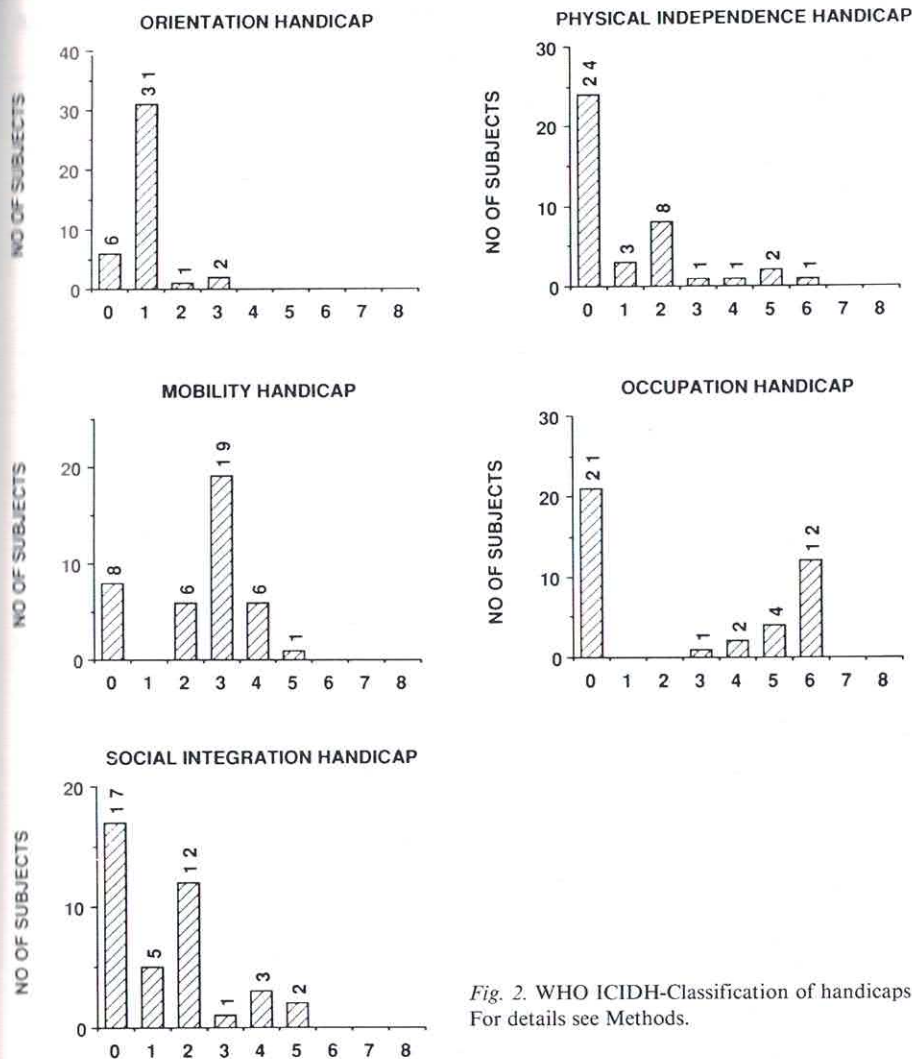 ORIENTATION HANDICAP
NO OF SUBJECTS
40
30
20
10
0
6
31
1
2
0 1 2 3 4 5 6 7 8
PHYSICAL INDEPENDENCE HANDICAP
NO OF SUBJECTS
30
20
10
0
24
3
8
1
1
2
1
0 1 2 3 4 5 6 7 8
MOBILITY HANDICAP
NO OF SUBJECTS
20
10
0
8
6
19
6
1
0 1 2 3 4 5 6 7 8
OCCUPATION HANDICAP
NO OF SUBJECTS
30
20
10
0
21
1
2
4
12
0 1 2 3 4 5 6 7 8
SOCIAL INTEGRATION HANDICAP
NO OF SUBJECTS
20
10
0
17
5
12
1
3
2
0 1 2 3 4 5 6 7 8
Fig. 2. WHO ICIDH-Classification of handicaps
For details see Methods.